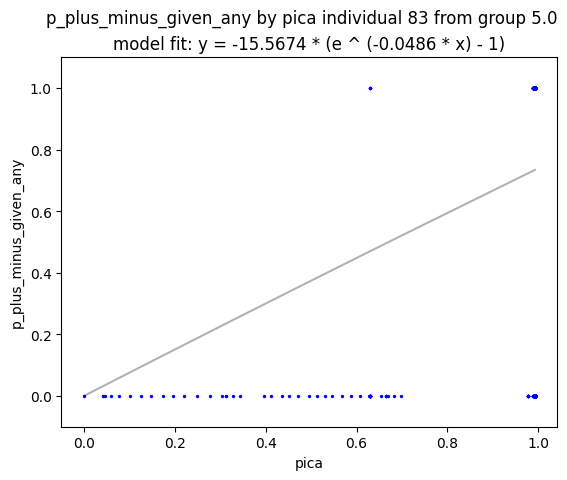 p_plus_minus_given_any by pica individual 83 from group 5.0
model fit: y = -15.5674 * (e ^ (-0.0486 * x) - 1)
1.0
0.8
0.6
0.4
0.2
0.0
p_plus_minus_given_any
0.0 0.2 0.4 0.6 0.8 1.0
pica